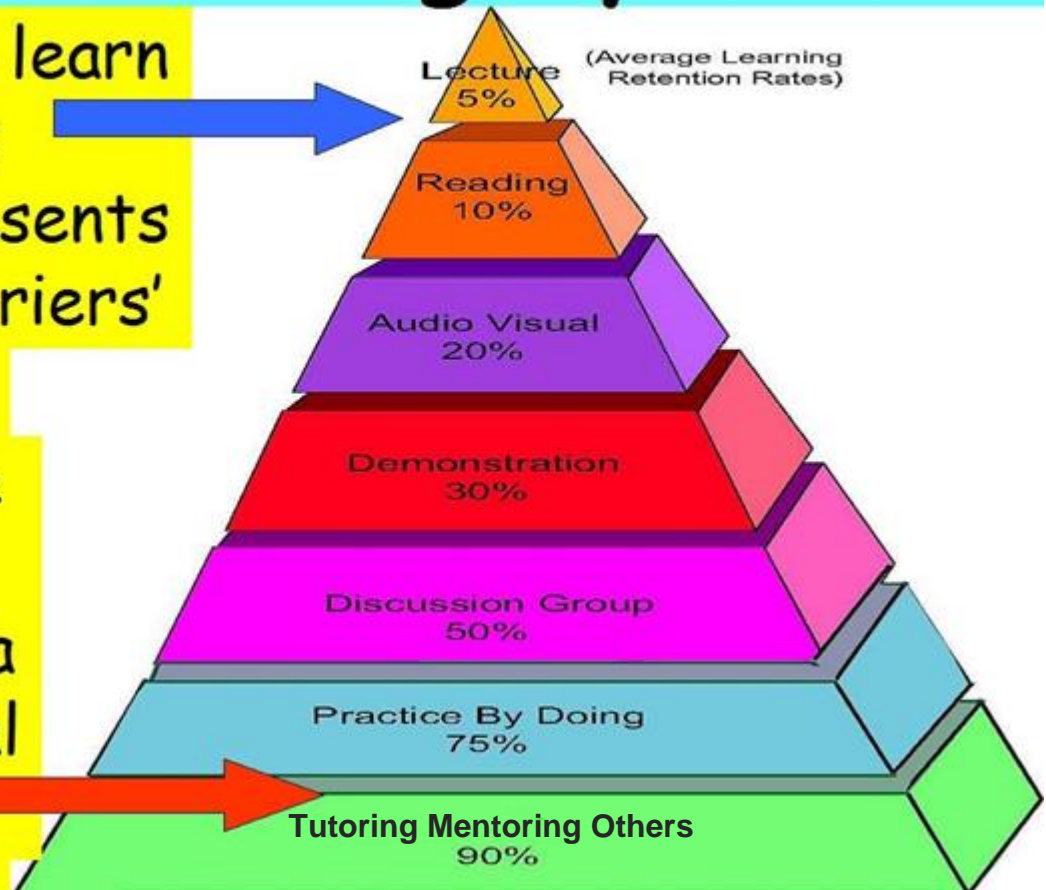 learn
sents
riers’
a
Lecture
5%
(Average Learning
Retention Rates)
Reading
10%
Audio Visual
20%
Demonstration
30%
Discussion Group
50%
Practice By Doing
75%
Tutoring Mentoring Others
90%